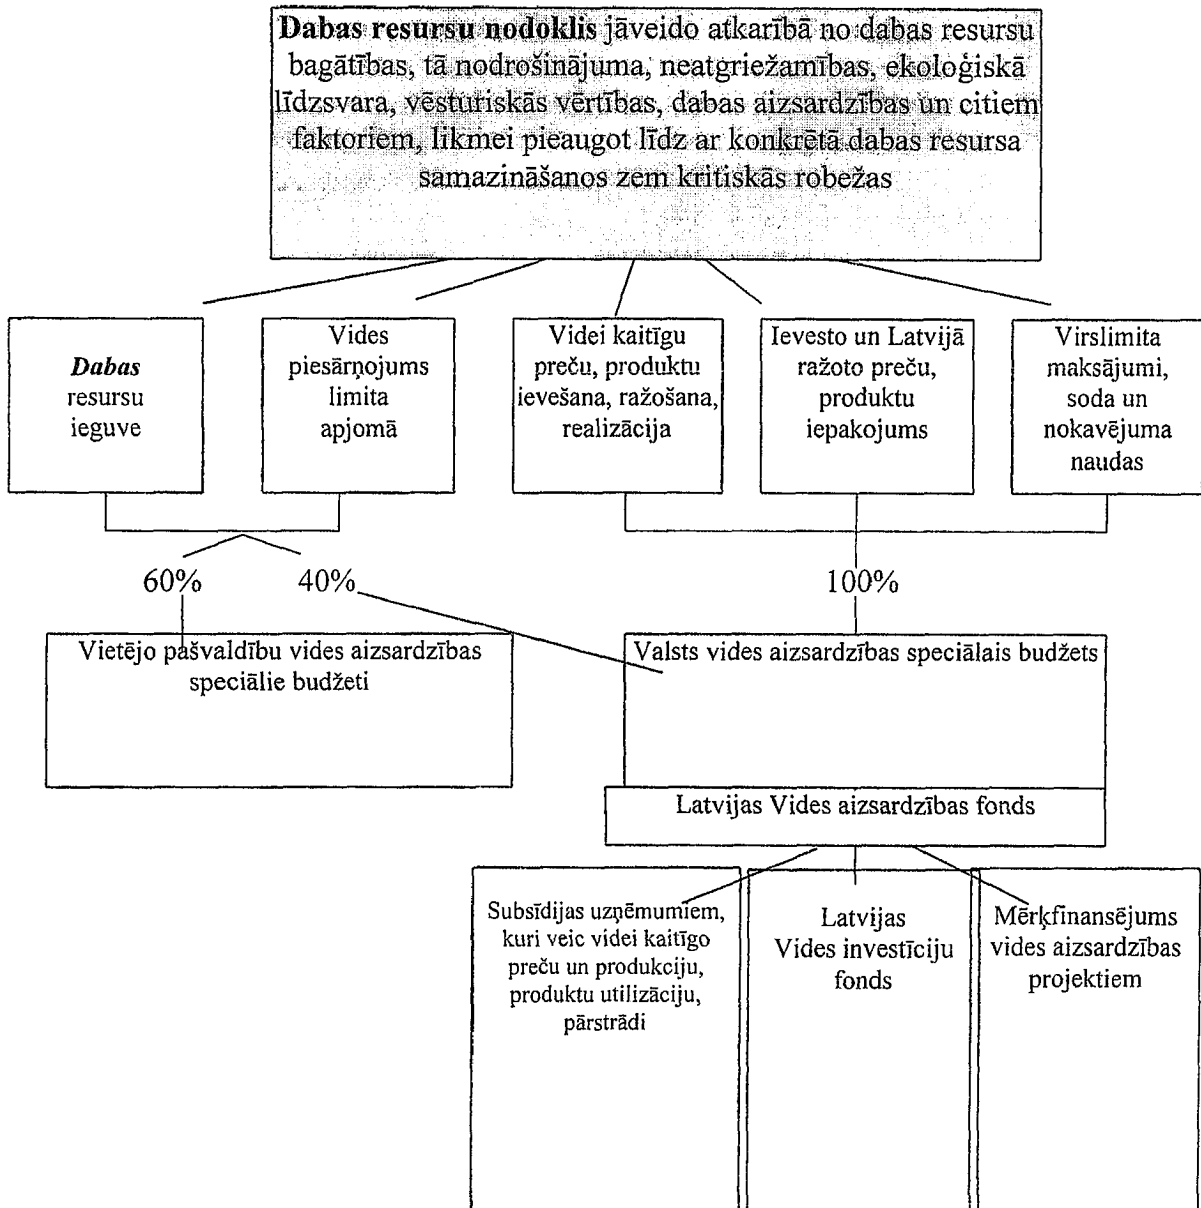 Dabas resursu nodoklis jāveido atkarībā no dabas resursu
bagātības, tā nodrošinājuma, neatgriežamības, ekoloģiskā
līdzsvara, vēsturiskās vērtības, dabas aizsardzības un citiem
faktoriem, likmei pieaugot līdz ar konkrētā dabas resursa
samazināšanos zem kritiskās robežas
Dabas
resursu
ieguve
Vides
piesārņojums
limita
apjomā
Videi kaitīgu
preču, produktu
ievešana, ražošana,
realizācija
Ievesto un Latvijā
ražoto preču,
produktu
iepakojums
Virslimita
maksājumi,
soda un
nokavējuma
naudas
60%
40%
100%
Vietējo pašvaldību vides aizsardzības
speciālie budžeti
Valsts vides aizsardzības speciālais budžets
Latvijas Vides aizsardzības fonds
Subsīdijas uzņēmumiem,
kuri veic videi kaitīgo
preču un produkciju,
produktu utilizāciju,
pārstrādi
Latvijas
Vides investīciju
fonds
Mērķfinansējums
vides aizsardzības
projektiem